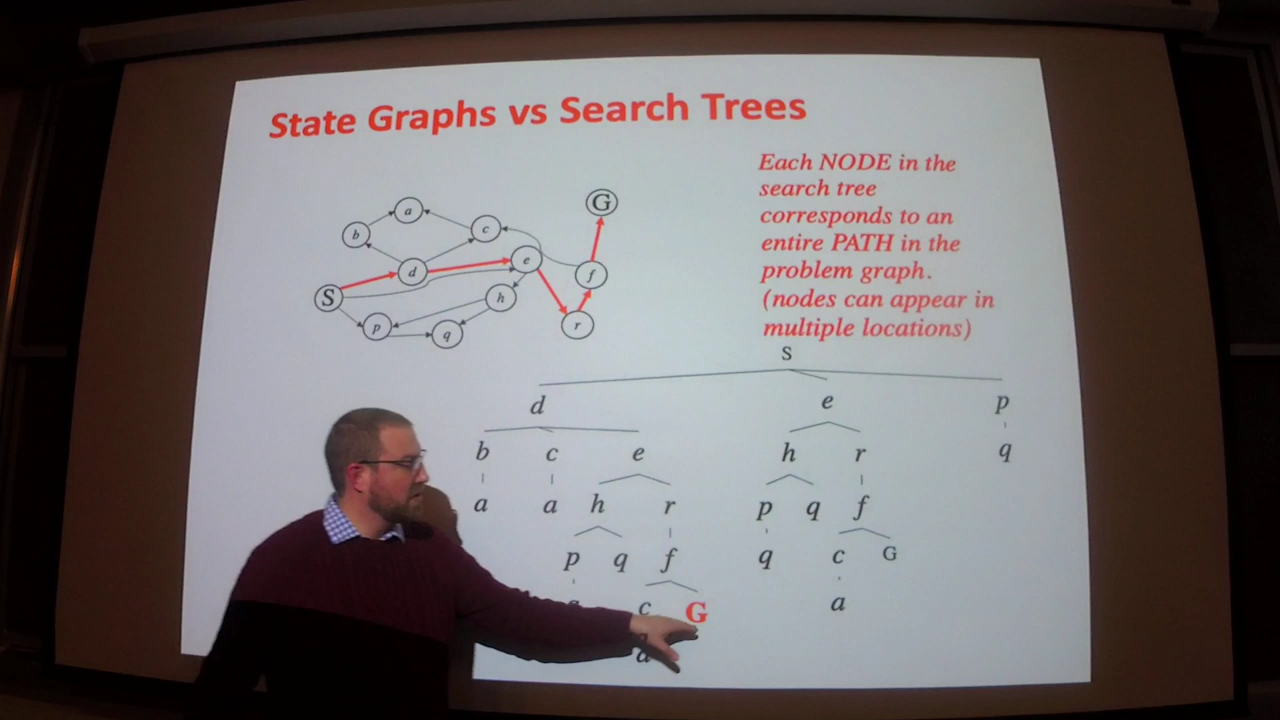 State Graphs vs Search Trees
Each NODE in the
search tree
corresponds to an
entire PATH in the
problem graph.
(nodes can appear in
multiple locations)
G
a
c
b
e
d
f
S
h
p
q
r
S
d e p
b c e h r q
a a h r p q f
p q f q c G
c G a
a